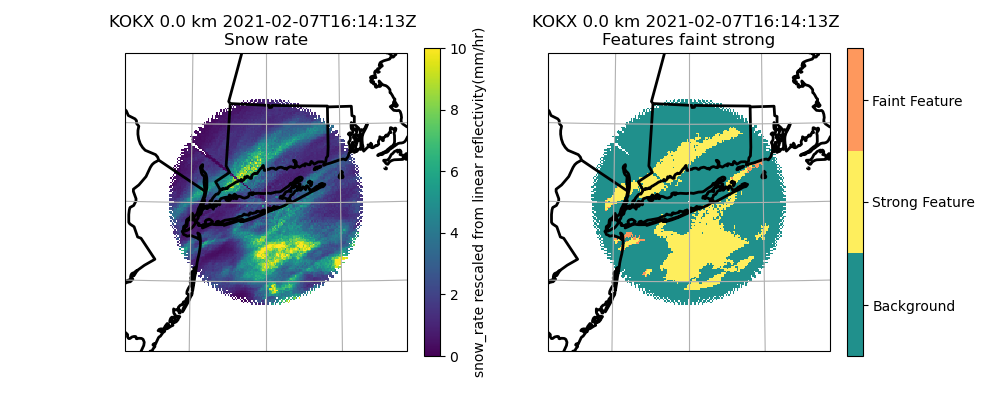 KOKX 0.0 km 2021-02-07T16:14:13Z
Snow rate
10
8
6
4
2
0
snow_rate rescaled from linear reflectivity(mm/hr)
KOKX 0.0 km 2021-02-07T16:14:13Z
Features faint strong
Faint Feature
Strong Feature
Background